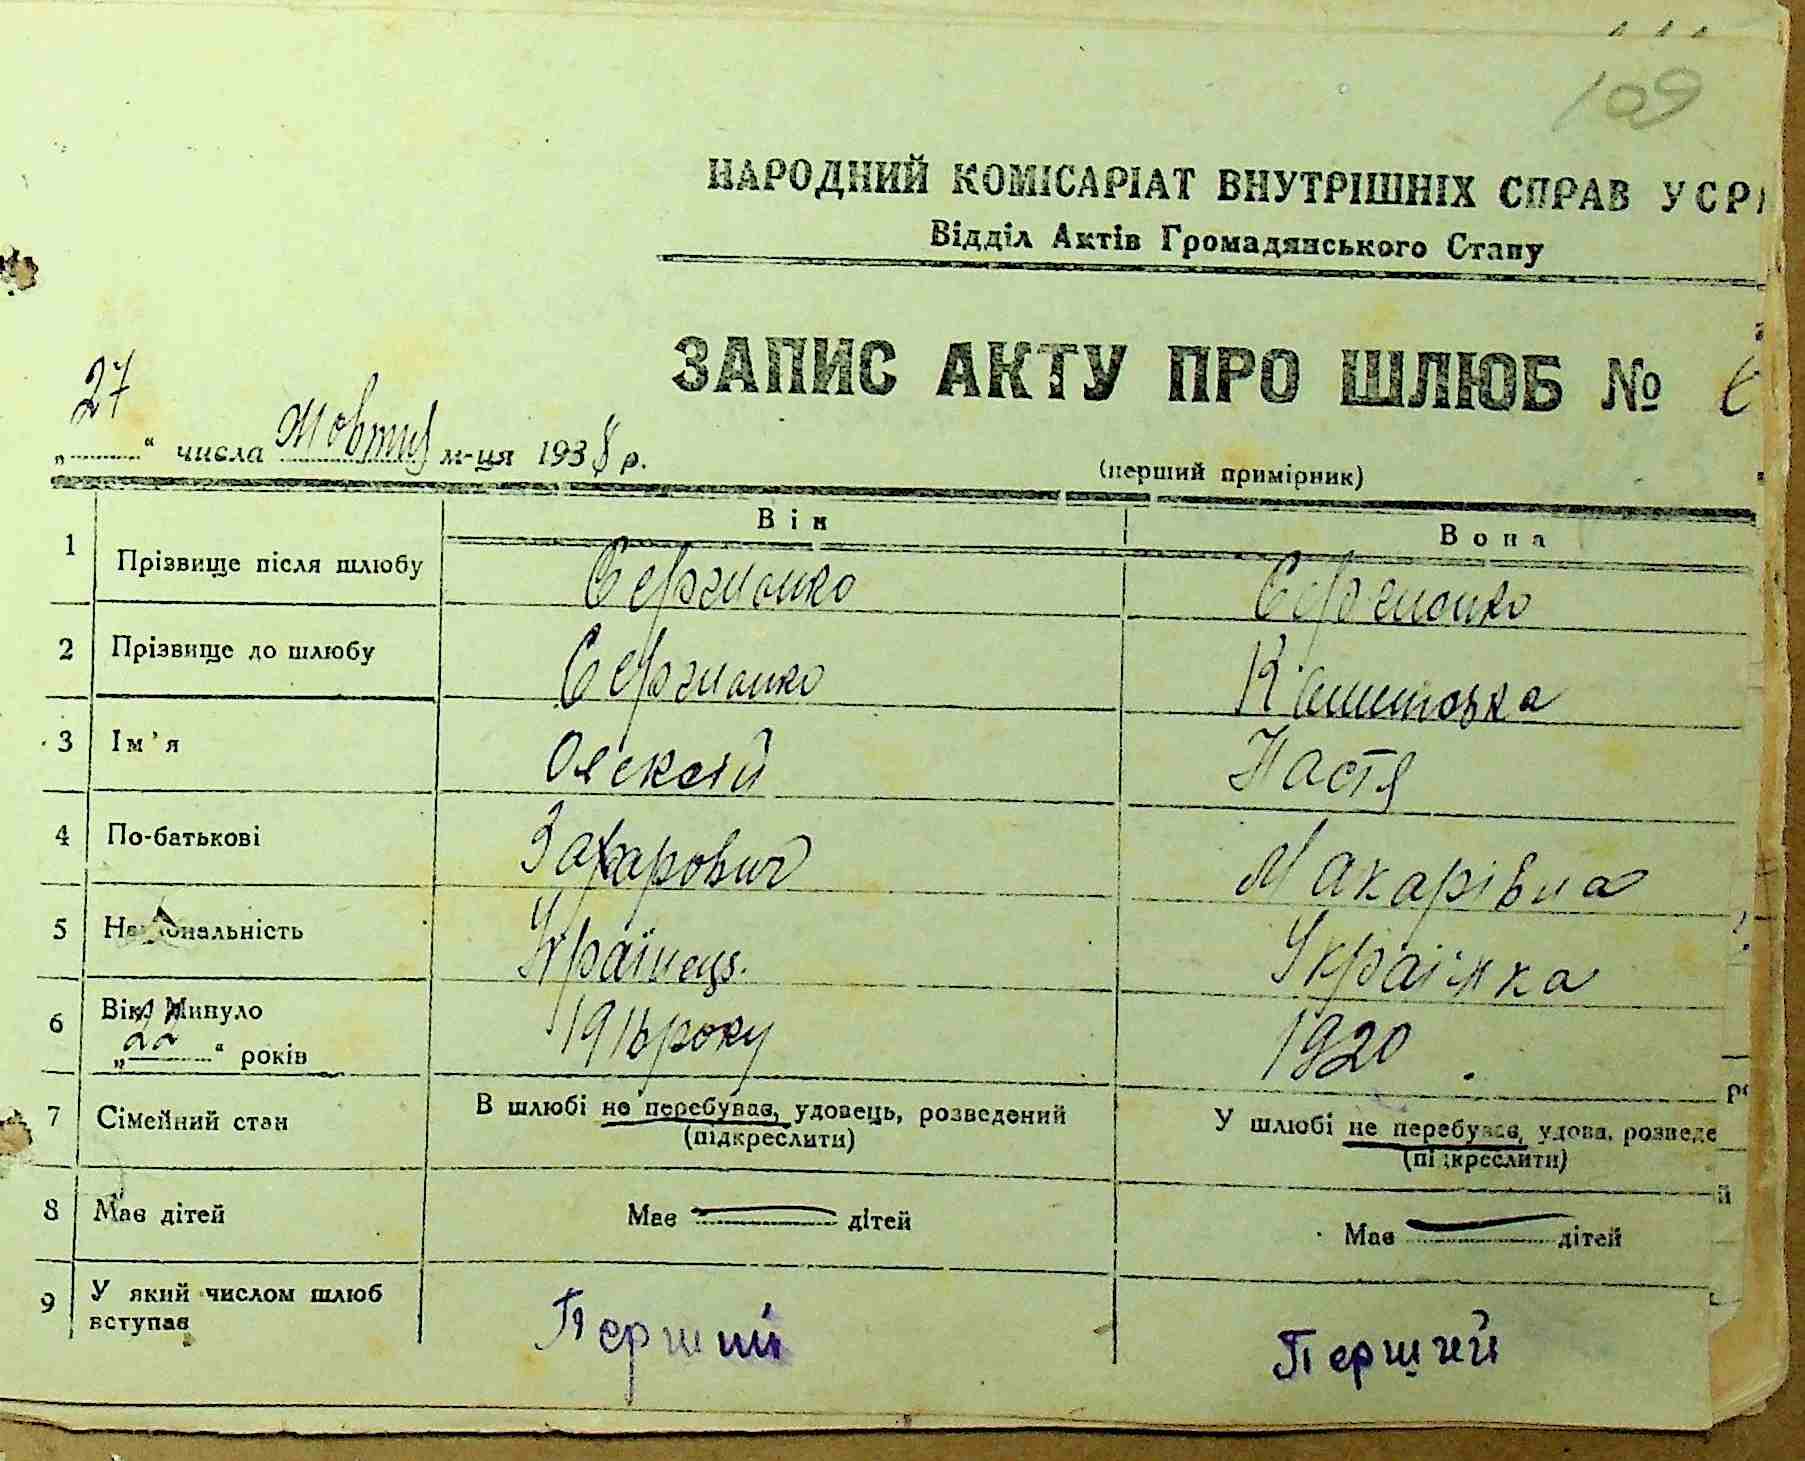 109
НАРОДНИЙ КОМІСАРІАТ ВНУТРІШНІХ СПРАВ УСРР
Відділ Актів Громадянського Стану
ЗАПИС АКТУ ПРО ШЛЮБ №
„27“ числа Жовтня м-ця 1938 р.
(перший примірник)
Він Вона
1 Прізвище після шлюбу
2 Прізвище до шлюбу
3 Ім'я Олексій Настя
4 По-батькові Захарович Макарівна
5 Національність Українець. Українка
6 Вік Минуло 1916 року 1920
„22“ років
7 Сімейний стан В шлюбі не перебував, удовець, розведений У шлюбі не перебував, удова, розведе
(підкреслити) (підкреслити)
8 Має дітей Має дітей Має дітей
9 У який числом шлюб вступає Перший Перший